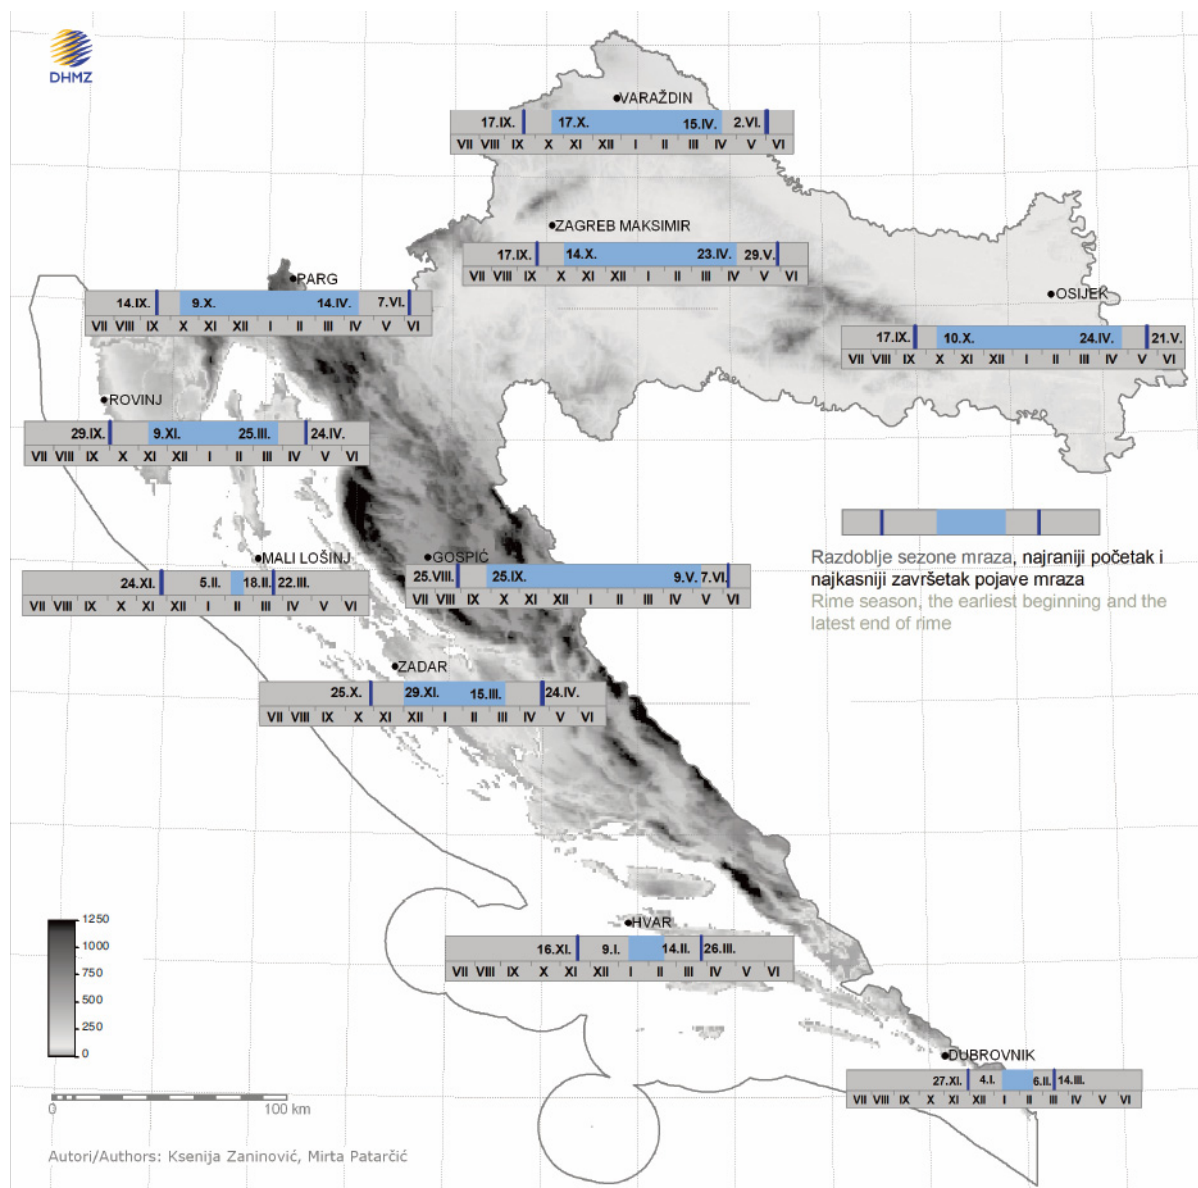 DHMZ
VARAŽDIN
17.IX. 17.X. 15.IV. 2.VI.
VII VIII IX X XI XII I II III IV V VI
ZAGREB MAKSIMIR
17.IX. 14.X. 23.IV. 29.V.
VII VIII IX X XI XII I II III IV V VI
PARG
14.IX. 9.X. 14.IV. 7.VI.
VII VIII IX X XI XII I II III IV V VI
OSIJEK
17.IX. 10.X. 24.IV. 21.V.
VII VIII IX X XI XII I II III IV V VI
ROVINJ
29.IX. 9.XI. 25.III. 24.IV.
VII VIII IX X XI XII I II III IV V VI
MALI LOŠINJ
24.XI. 5.II. 18.II. 22.III.
VII VIII IX X XI XII I II III IV V VI
GOSPIĆ
25.VIII. 25.IX. 9.V. 7.VI.
VII VIII IX X XI XII I II III IV V VI
Razdoblje sezone mraza, najraniji početak i
najkasniji završetak pojave mraza
Rime season, the earliest beginning and the
latest end of rime
ZADAR
25.X. 29.XI. 15.III. 24.IV.
VII VIII IX X XI XII I II III IV V VI
HVAR
16.XI. 9.I. 14.II. 26.III.
VII VIII IX X XI XII I II III IV V VI
1250
1000
750
500
250
0
DUBROVNIK
27.XI. 4.I. 6.II. 14.III.
VII VIII IX X XI XII I II III IV V VI
0 100 km
Autori/Authors: Ksenija Zaninović, Mirta Patarčić